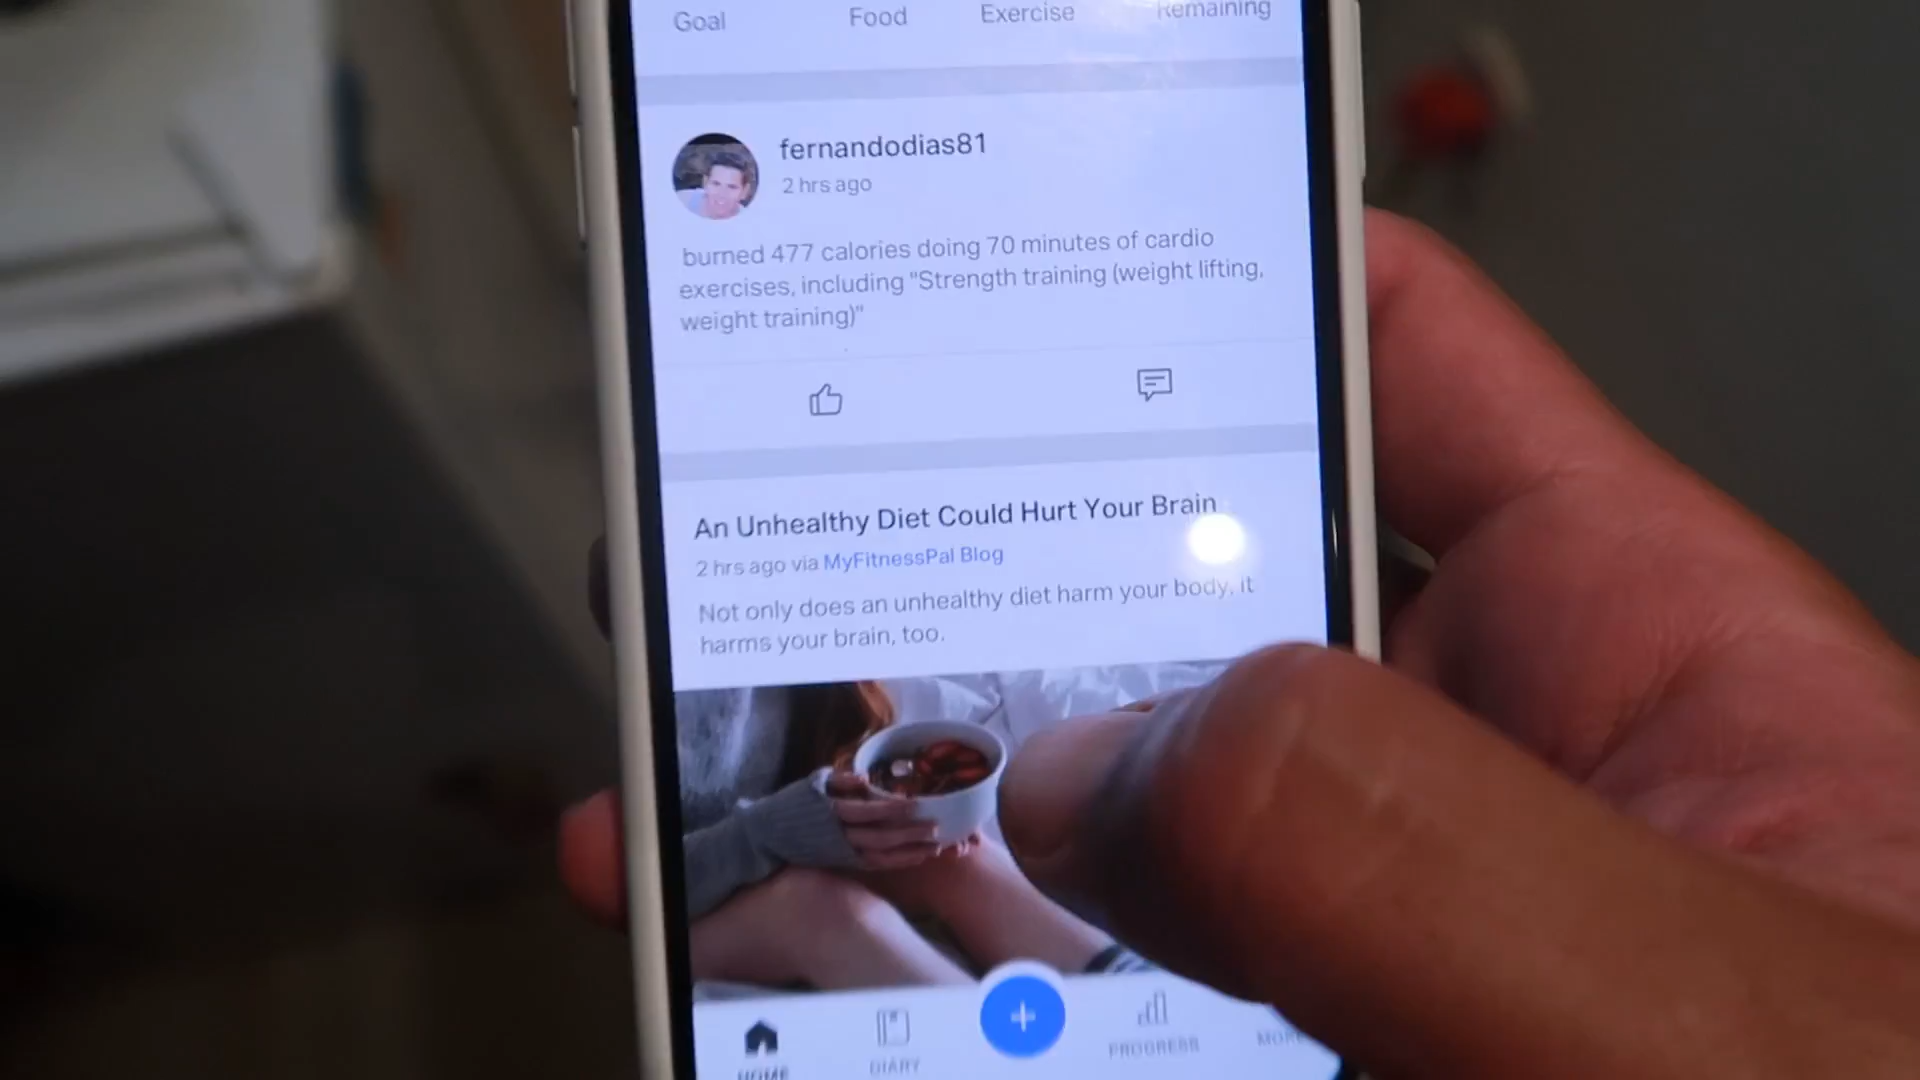 Goal Food Exercise Remaining
fernandodias81
2 hrs ago
burned 477 calories doing 70 minutes of cardio
exercises, including "Strength training (weight lifting,
weight training)"
An Unhealthy Diet Could Hurt Your Brain
2 hrs ago via MyFitnessPal Blog
Not only does an unhealthy diet harm your body, it
harms your brain, too.
HOME DIARY + PROGRESS MORE